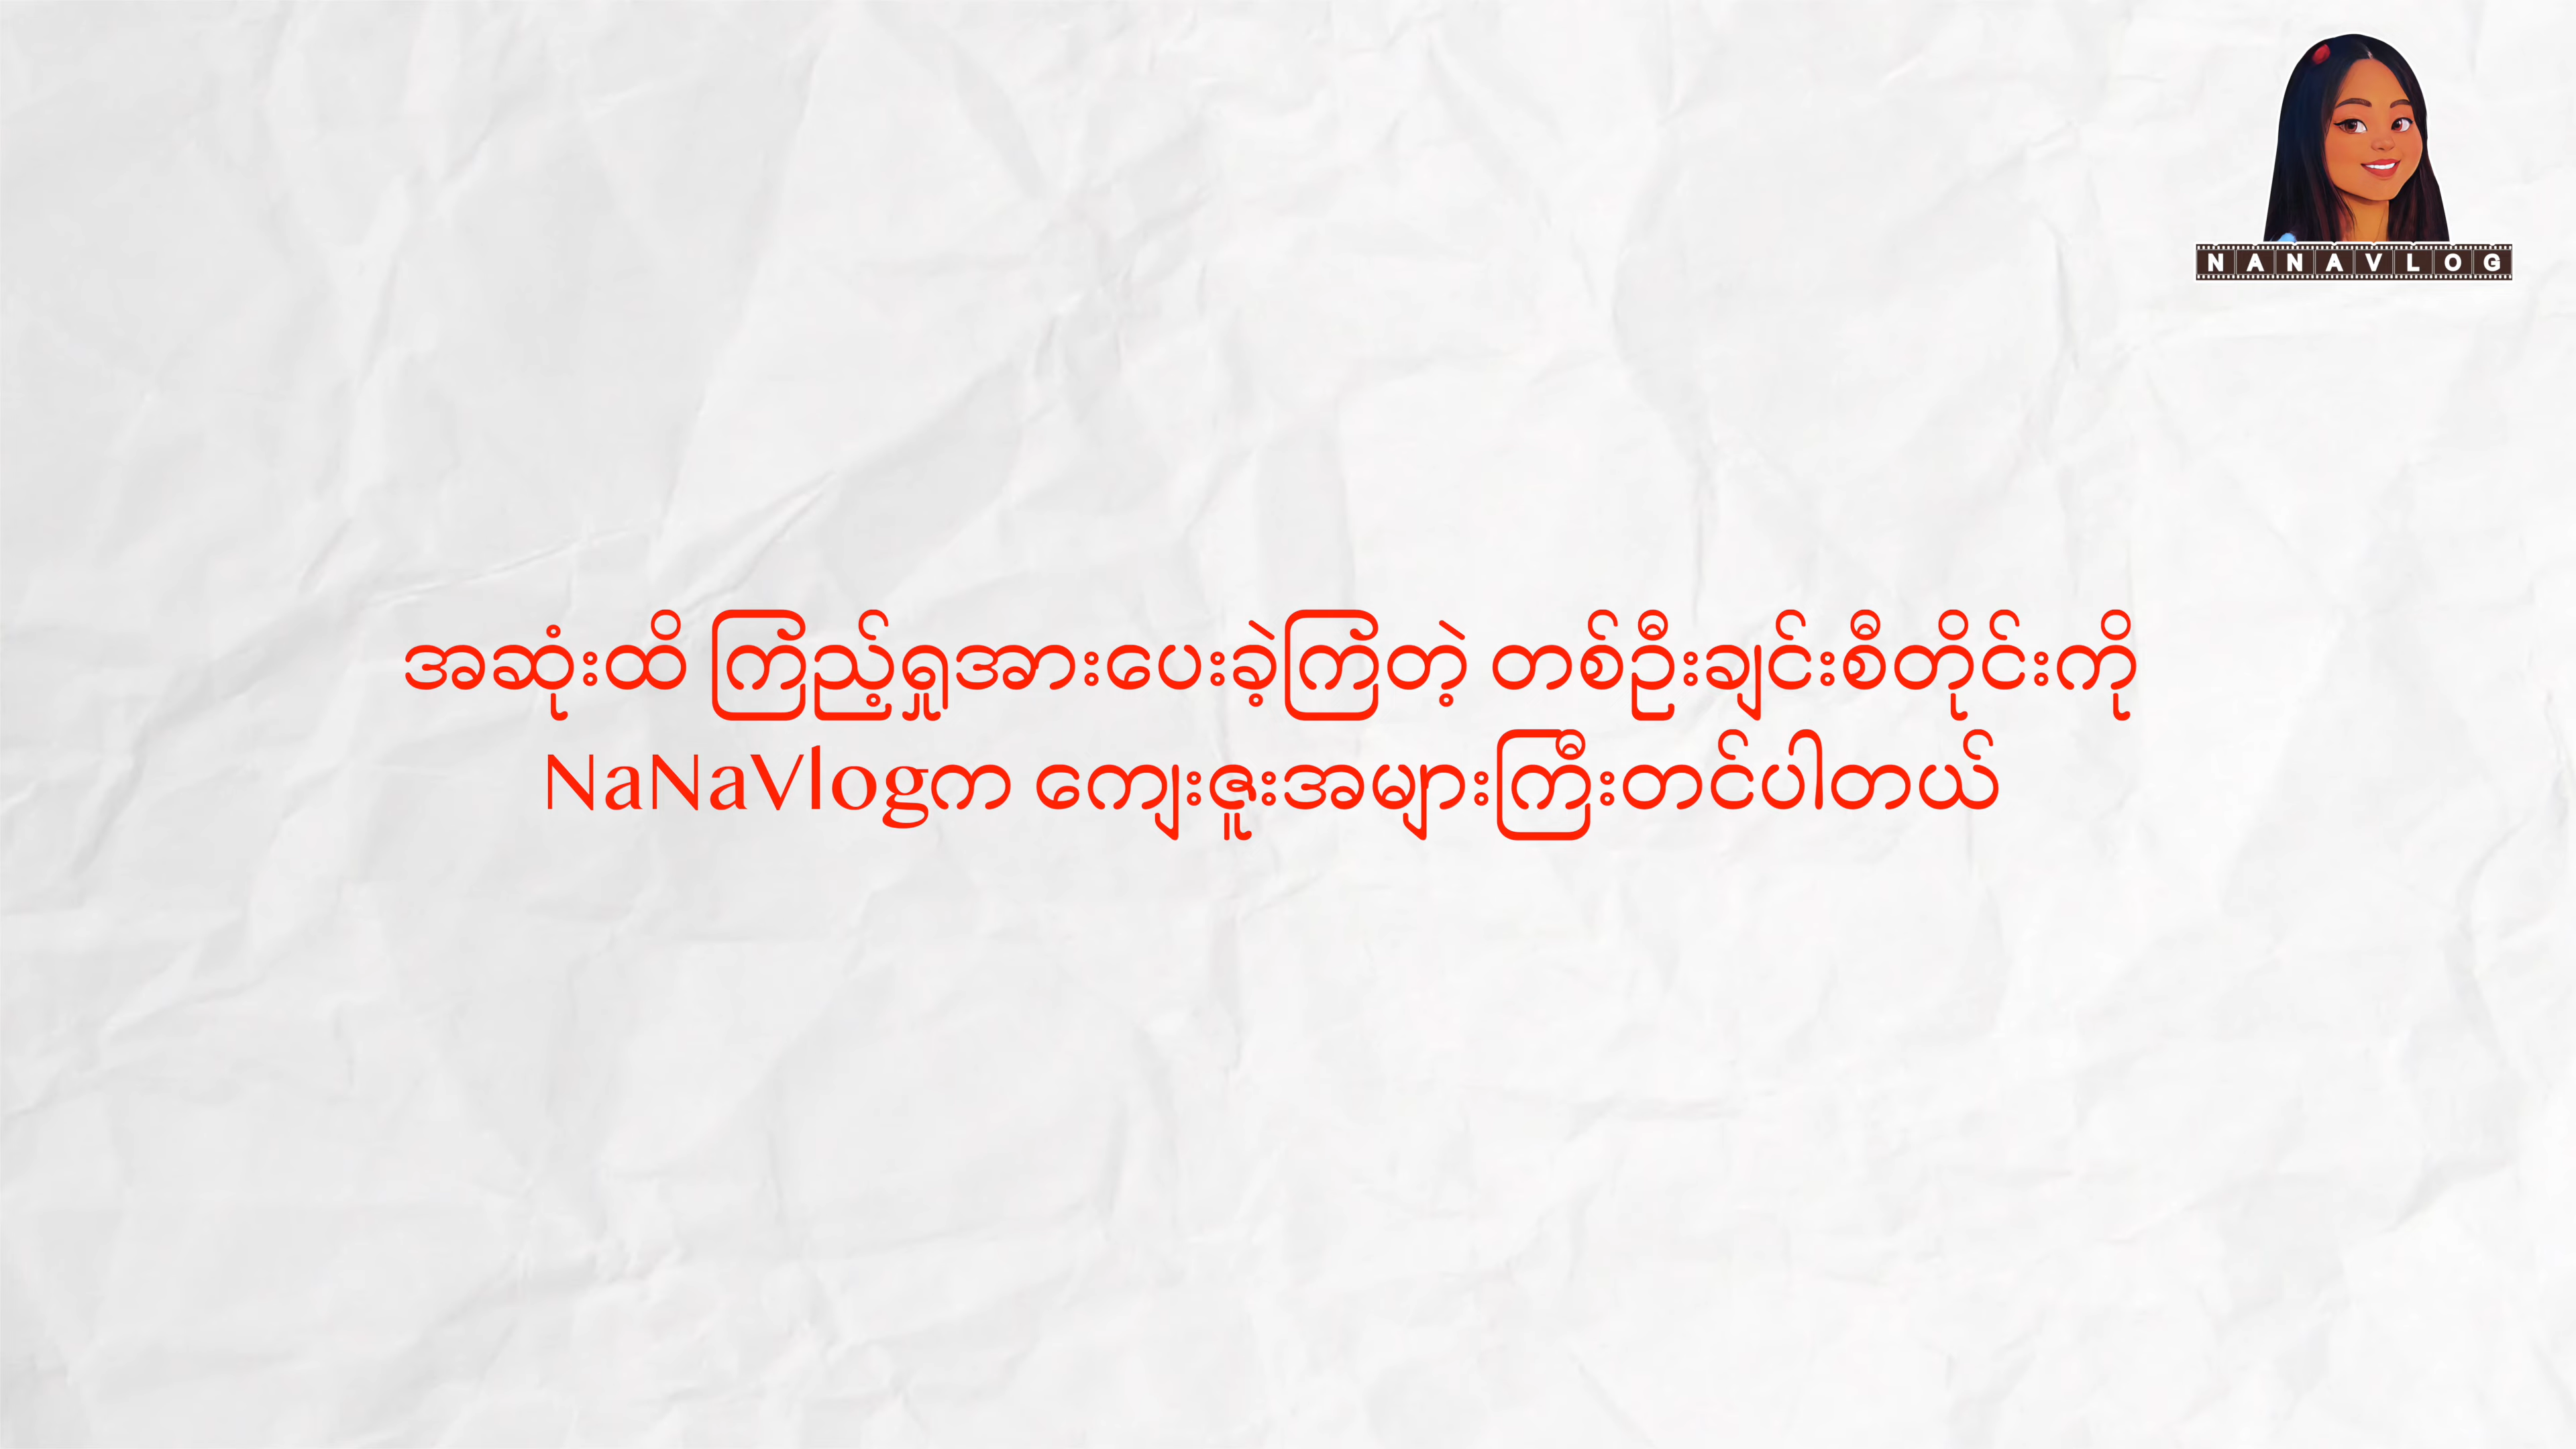 NANAVLOG
အဆုံးထိ ကြည့်ရှုအားပေးခဲ့ကြတဲ့ တစ်ဦးချင်းစီတိုင်းကို
NaNaVlogက ကျေးဇူးအများကြီးတင်ပါတယ်